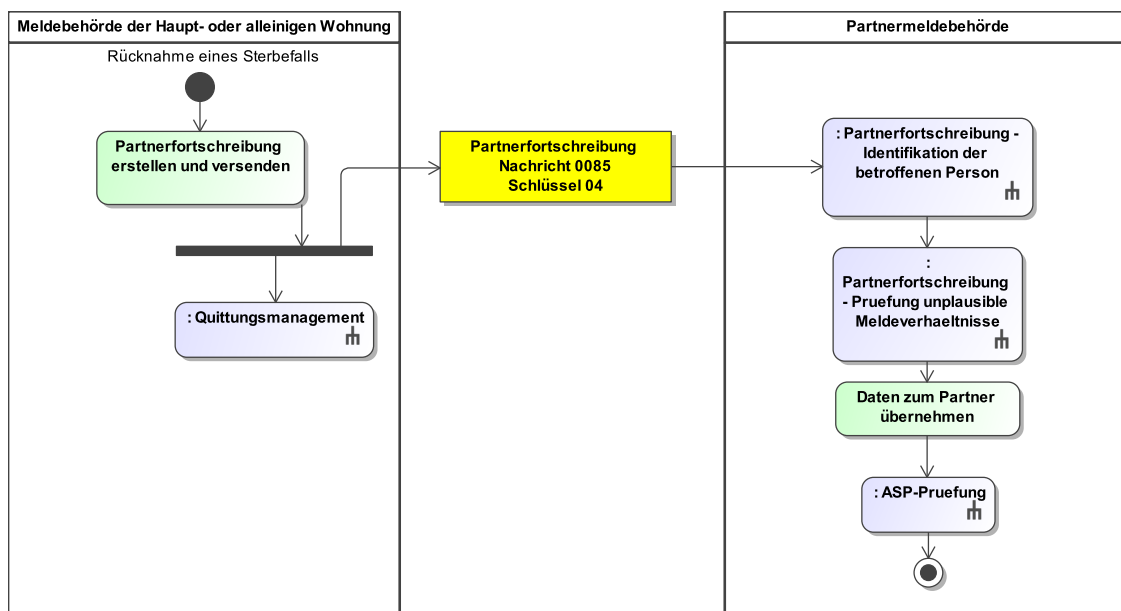 Meldebehörde der Haupt- oder alleinigen Wohnung
Rücknahme eines Sterbefalls
Partnerfortschreibung
erstellen und versenden
: Quittungsmanagement
Partnerfortschreibung
Nachricht 0085
Schlüssel 04
Partnermeldebehörde
: Partnerfortschreibung -
Identifikation der
betroffenen Person
:
Partnerfortschreibung
- Pruefung unplausible
Meldeverhaeltnisse
Daten zum Partner
übernehmen
: ASP-Pruefung